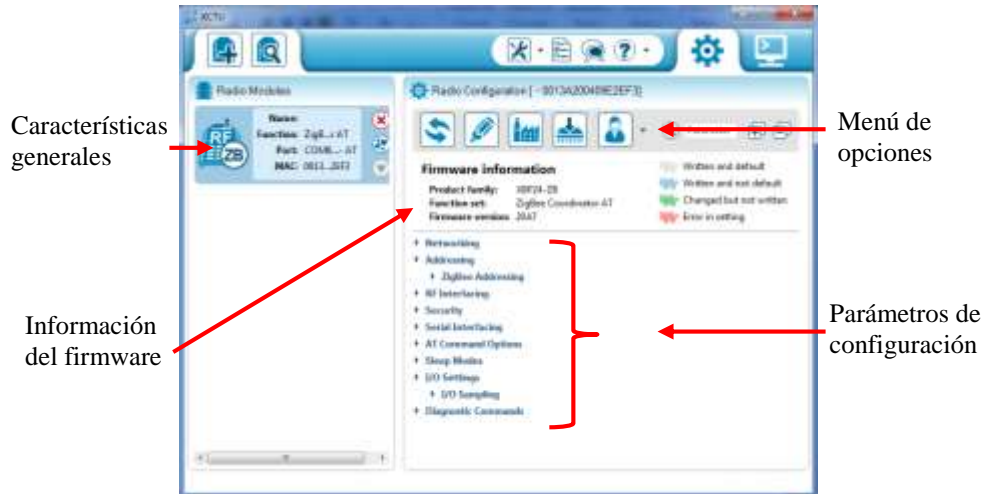 XCTU
Radio Modules
Name:
Function: ZigB...r AT
Port: COM8...- AT
MAC: 0013...2EF3
Radio Configuration [ - 0013A200409E2EF3]
Firmware information
Product family: XBP24-ZB
Function set: ZigBee Coordinator AT
Firmware version: 20A7
Written and default
Written and not default
Changed but not written
Error in setting
Networking
Addressing
ZigBee Addressing
RF Interfacing
Security
Serial Interfacing
AT Command Options
Sleep Modes
I/O Settings
I/O Sampling
Diagnostic Commands
Características
generales
Información
del firmware
Menú de
opciones
Parámetros de
configuración